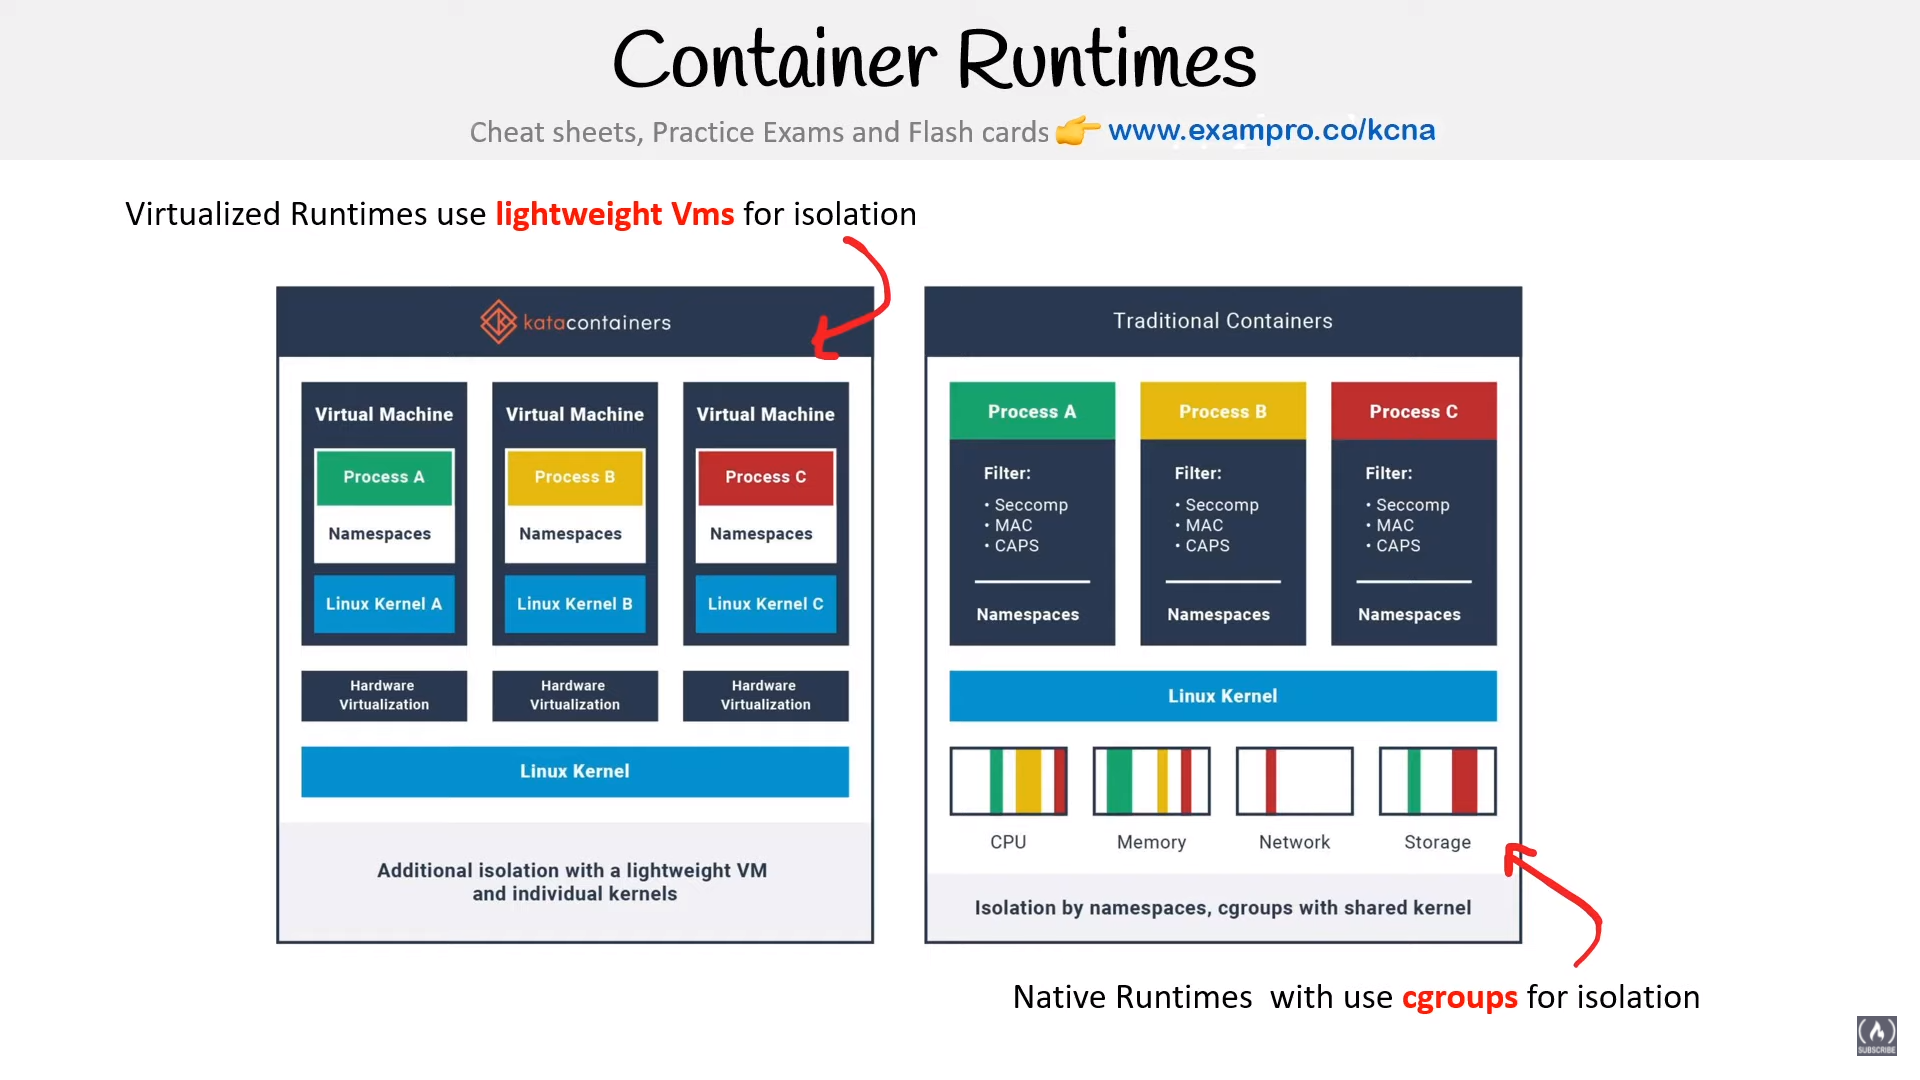 Container Runtimes
Cheat sheets, Practice Exams and Flash cards 👉 www.exampro.co/kcna
Virtualized Runtimes use lightweight Vms for isolation
katacontainers
Virtual Machine
Process A
Namespaces
Linux Kernel A
Hardware
Virtualization
Virtual Machine
Process B
Namespaces
Linux Kernel B
Hardware
Virtualization
Virtual Machine
Process C
Namespaces
Linux Kernel C
Hardware
Virtualization
Linux Kernel
Additional isolation with a lightweight VM
and individual kernels
Traditional Containers
Process A
Filter:
• Seccomp
• MAC
• CAPS
Namespaces
Process B
Filter:
• Seccomp
• MAC
• CAPS
Namespaces
Process C
Filter:
• Seccomp
• MAC
• CAPS
Namespaces
Linux Kernel
CPU
Memory
Network
Storage
Isolation by namespaces, cgroups with shared kernel
Native Runtimes with use cgroups for isolation
SUBSCRIBE